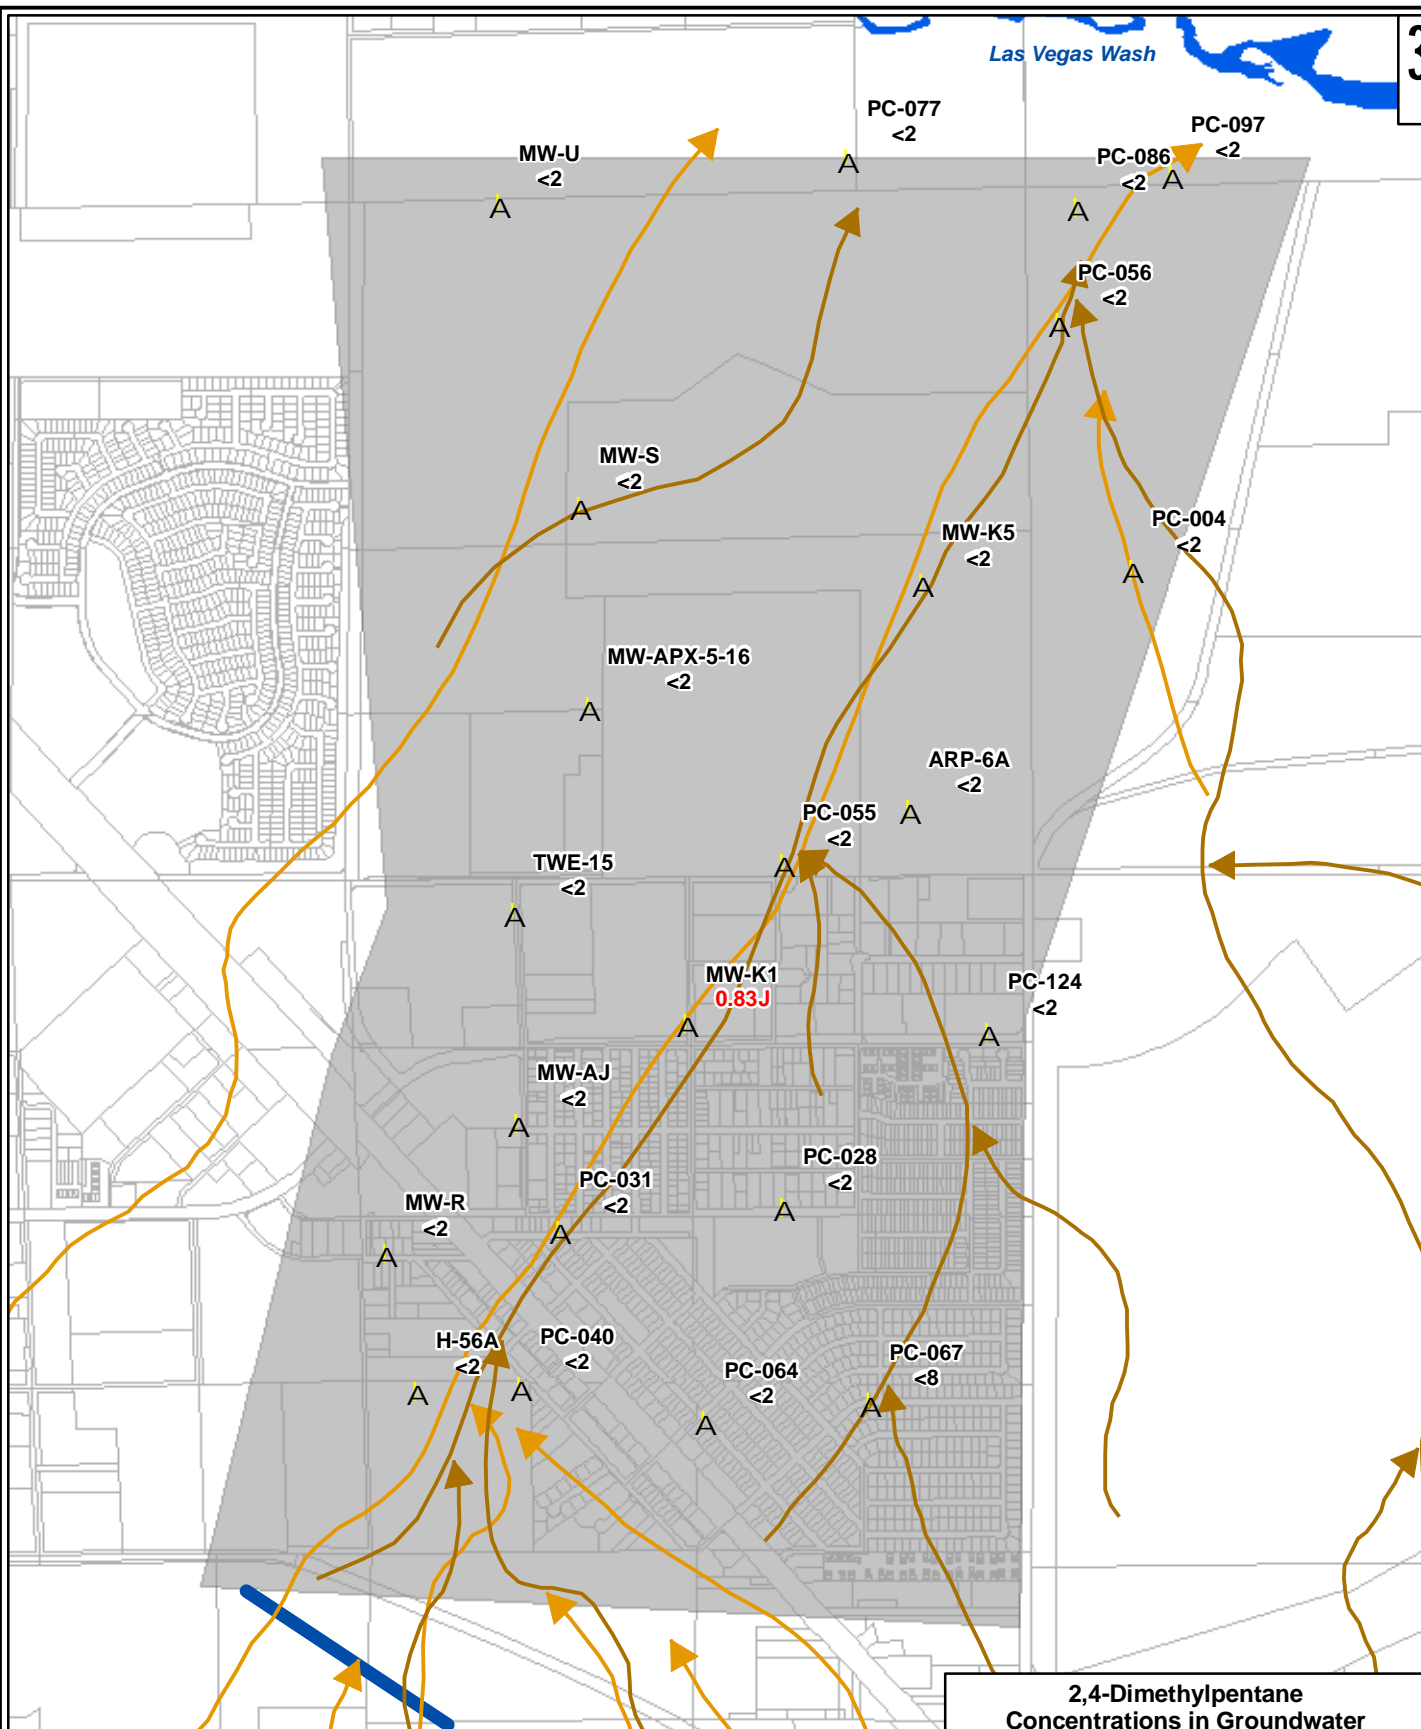 3
Las Vegas Wash
PC-077
<2
PC-097
<2
MW-U
<2
PC-086
<2
A
A
A
A
PC-056
<2
A
MW-S
<2
A
PC-004
<2
MW-K5
<2
A
A
MW-APX-5-16
<2
A
ARP-6A
<2
A
PC-055
<2
A
TWE-15
<2
A
MW-K1
0.83J
A
PC-124
<2
A
MW-AJ
<2
A
PC-028
<2
A
PC-031
<2
A
MW-R
<2
A
H-56A
<2
A
PC-040
<2
A
PC-064
<2
A
PC-067
<8
A
2,4-Dimethylpentane
Concentrations in Groundwater